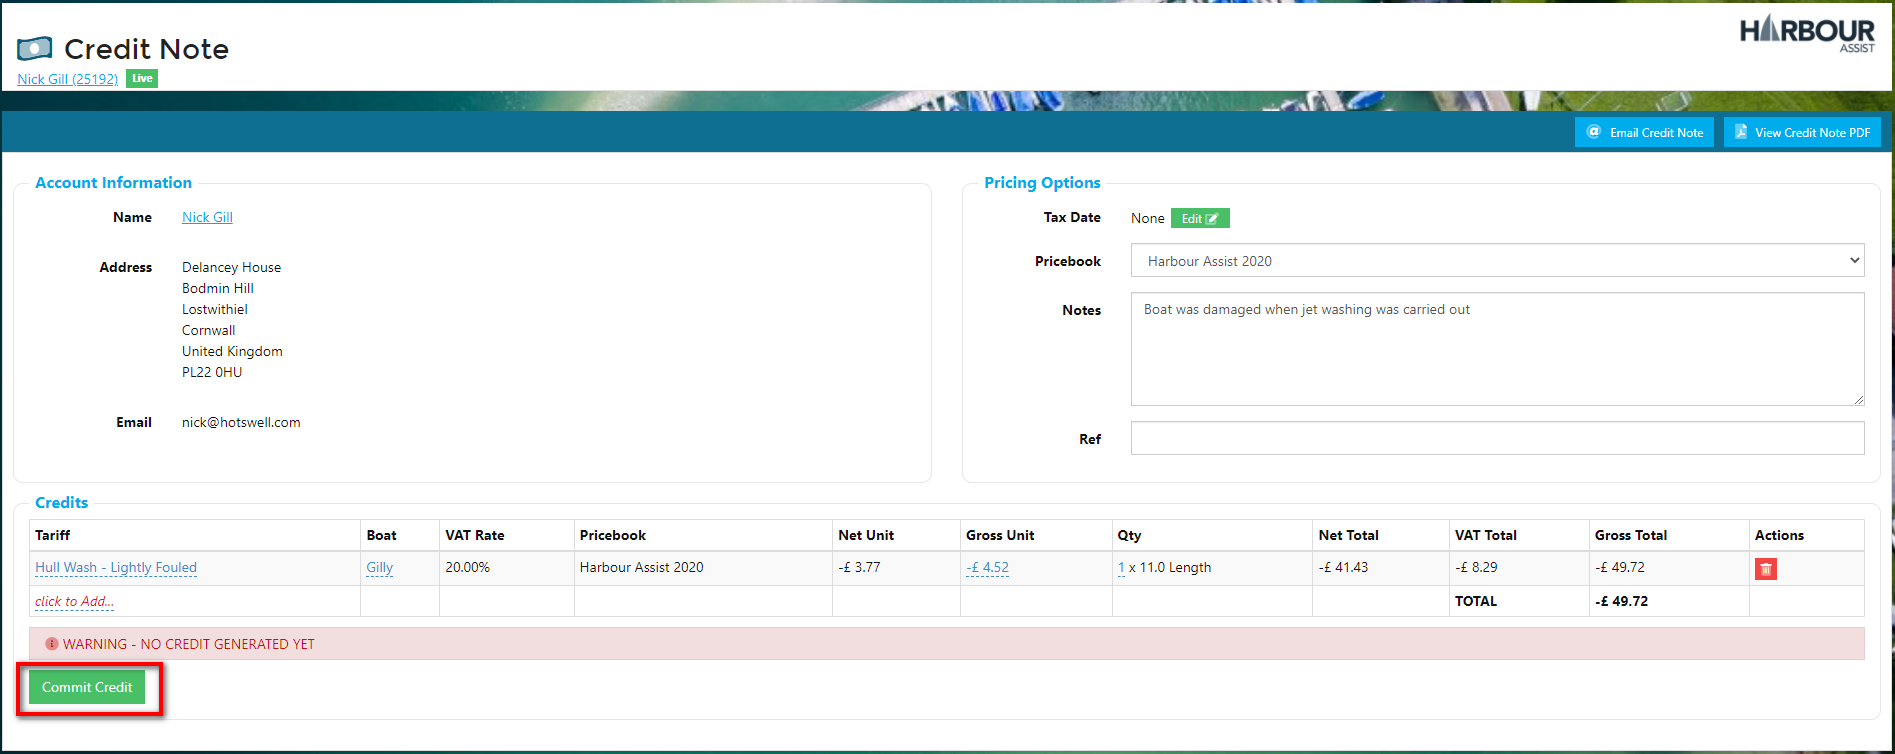 HARBOUR
ASSIST
Credit Note
Nick Gill (25192) Live
Email Credit Note View Credit Note PDF
Account Information
Name Nick Gill
Address Delancey House
Bodmin Hill
Lostwithiel
Cornwall
United Kingdom
PL22 0HU
Email nick@hotswell.com
Pricing Options
Tax Date None Edit
Pricebook Harbour Assist 2020
Notes Boat was damaged when jet washing was carried out
Ref
Credits
Tariff Boat VAT Rate Pricebook Net Unit Gross Unit Qty Net Total VAT Total Gross Total Actions
Hull Wash - Lightly Fouled Gilly 20.00% Harbour Assist 2020 -£ 3.77 -£ 4.52 1 x 11.0 Length -£ 41.43 -£ 8.29 -£ 49.72
click to Add... TOTAL -£ 49.72
WARNING - NO CREDIT GENERATED YET
Commit Credit